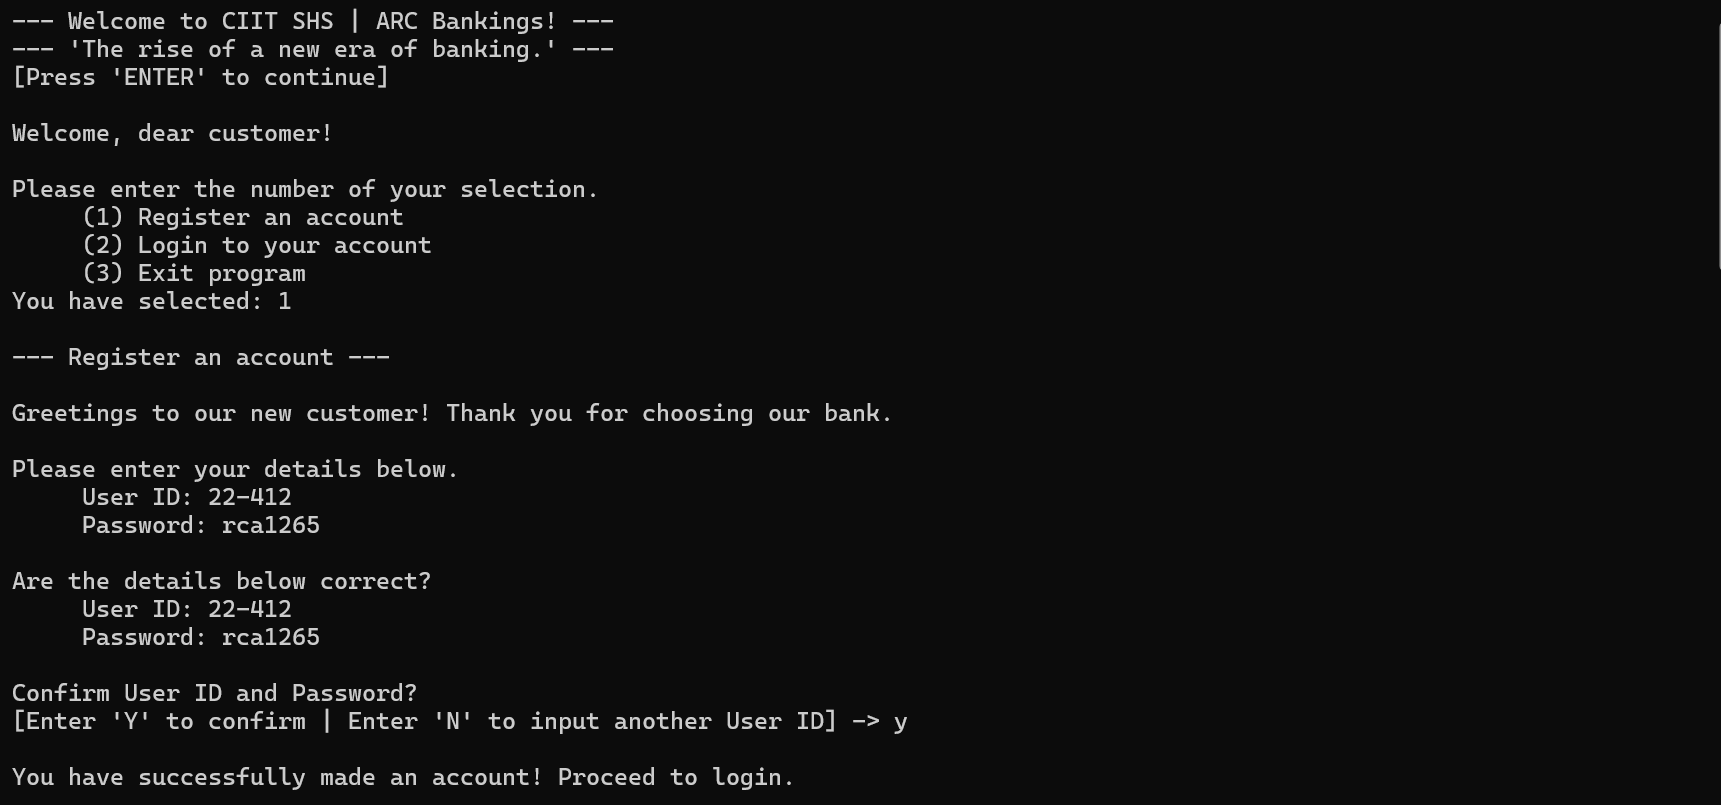 --- Welcome to CIIT SHS | ARC Bankings! ---
--- 'The rise of a new era of banking.' ---
[Press 'ENTER' to continue]

Welcome, dear customer!

Please enter the number of your selection.
     (1) Register an account
     (2) Login to your account
     (3) Exit program
You have selected: 1

--- Register an account ---

Greetings to our new customer! Thank you for choosing our bank.

Please enter your details below.
     User ID: 22-412
     Password: rca1265

Are the details below correct?
     User ID: 22-412
     Password: rca1265

Confirm User ID and Password?
[Enter 'Y' to confirm | Enter 'N' to input another User ID] -> y

You have successfully made an account! Proceed to login.